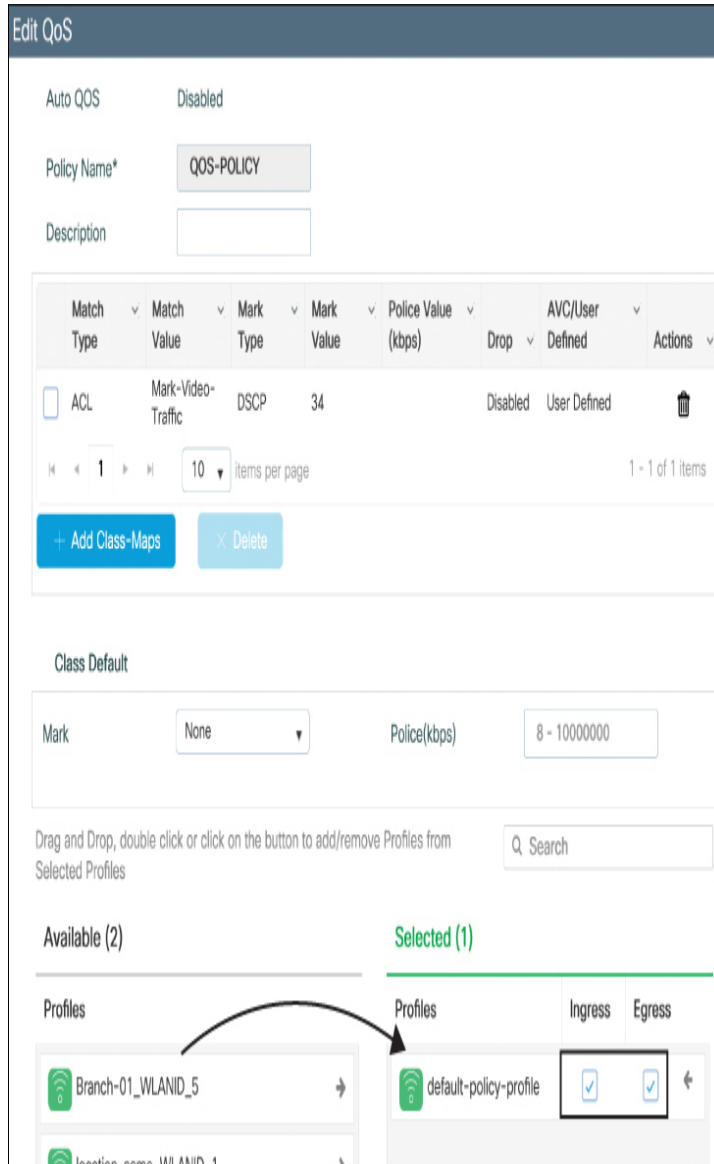 Edit QoS
Auto QOS Disabled
Policy Name* QOS-POLICY
Description
Match Type Match Value Mark Type Mark Value Police Value (kbps) Drop AVC/User Defined Actions
ACL Mark-Video-Traffic DSCP 34 Disabled User Defined
1 10 items per page 1 - 1 of 1 items
+ Add Class-Maps × Delete
Class Default
Mark None Police(kbps) 8 - 10000000
Drag and Drop, double click or click on the button to add/remove Profiles from
Selected Profiles
Search
Available (2) Selected (1)
Profiles Profiles Ingress Egress
Branch-01_WLANID_5 default-policy-profile
location_name_WLANID_1